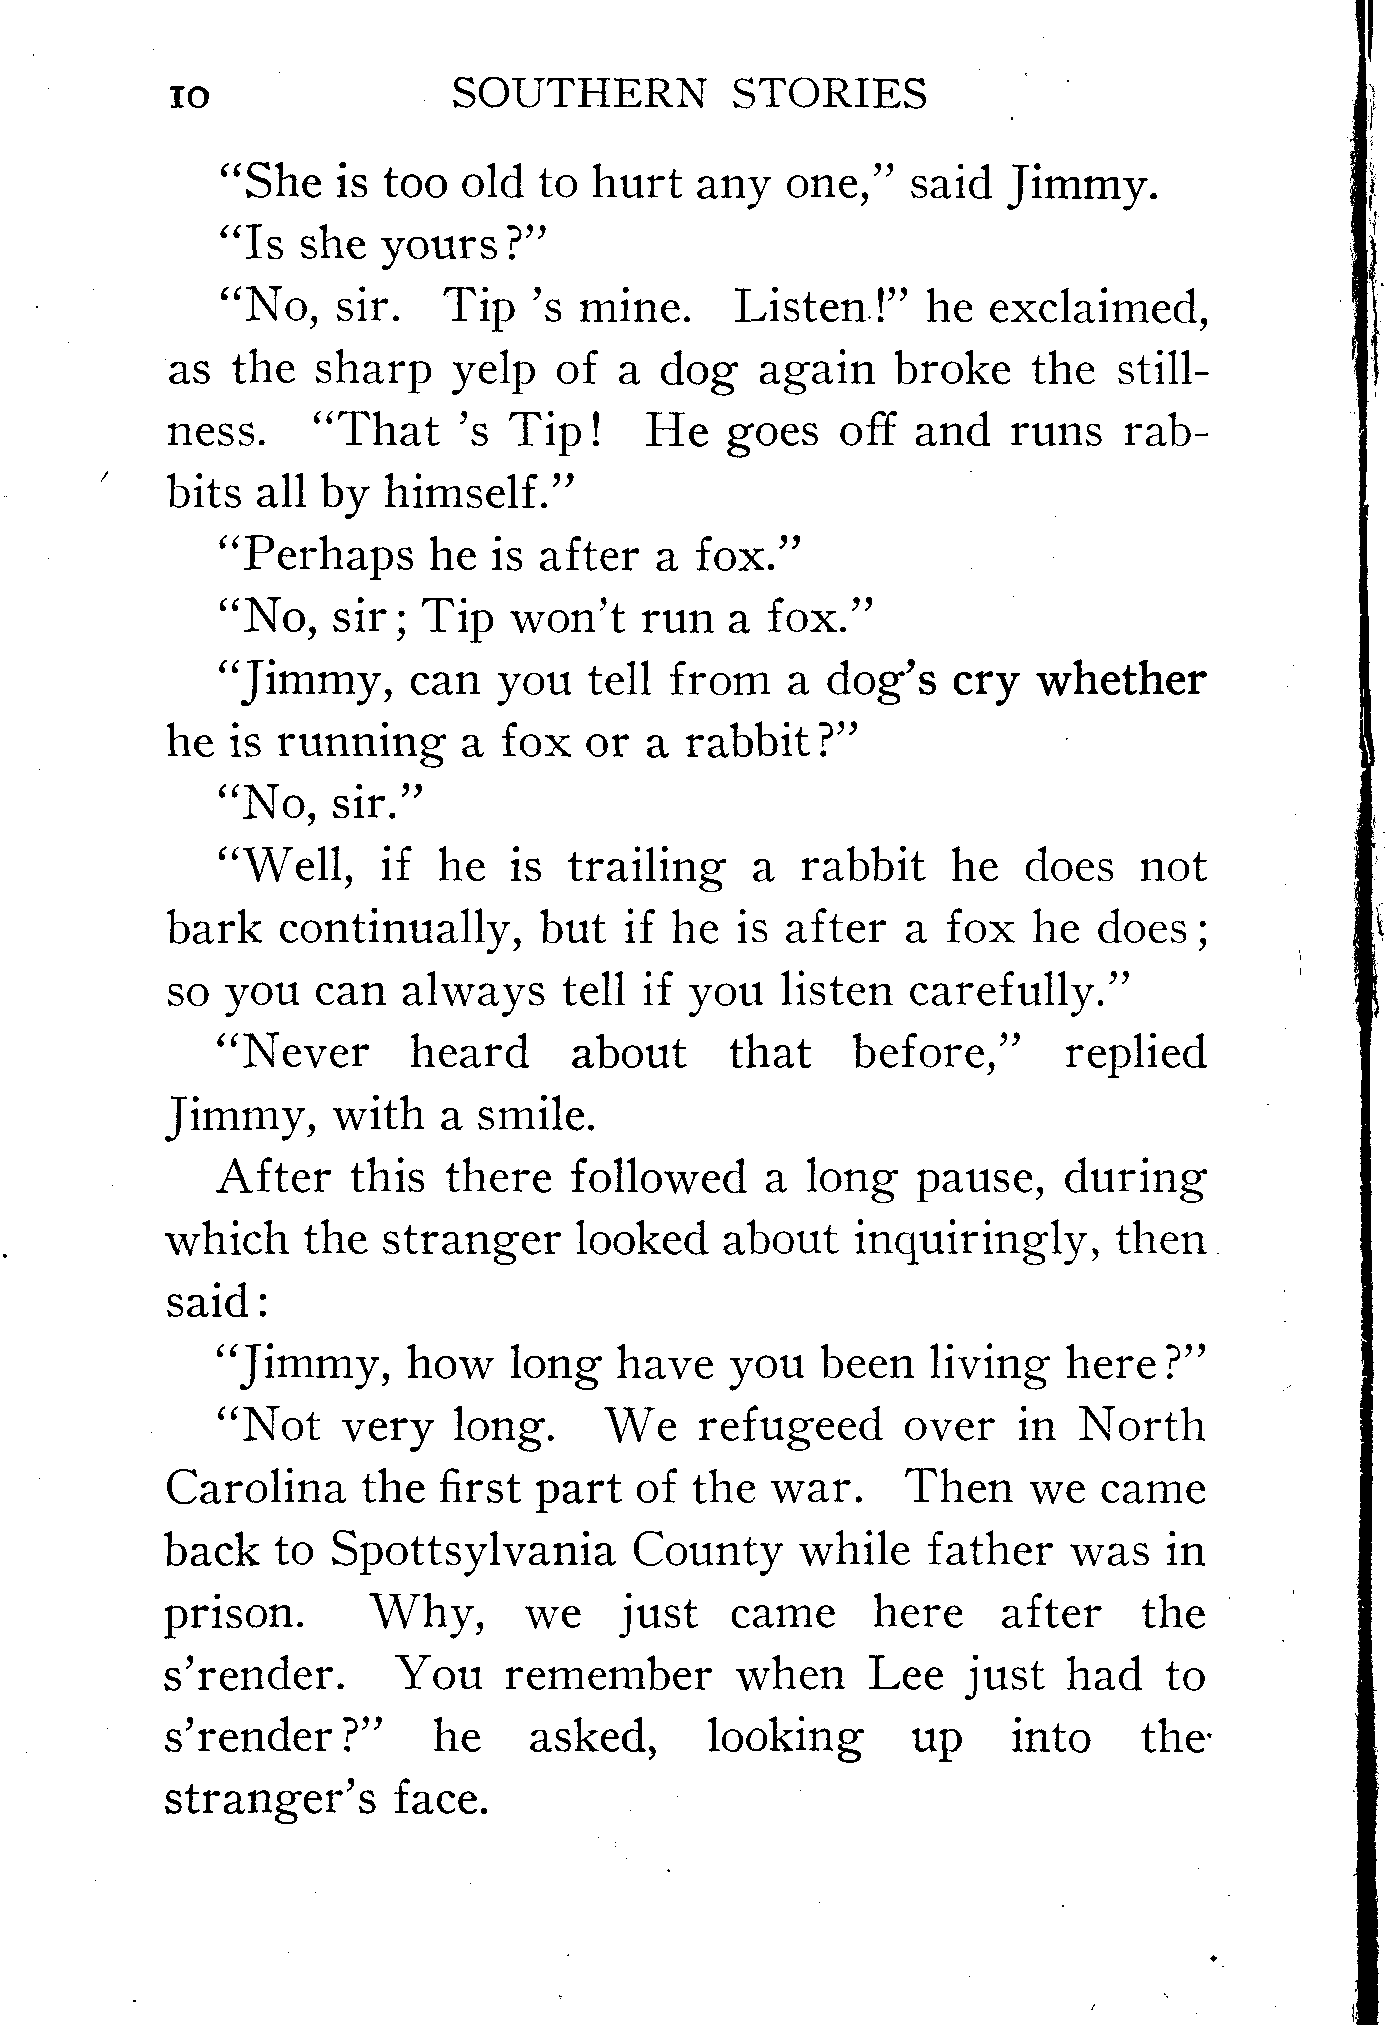 10 SOUTHERN STORIES
“She is too old to hurt any one,” said Jimmy.
“Is she yours?”
“No, sir. Tip ’s mine. Listen!” he exclaimed,
as the sharp yelp of a dog again broke the still-
ness. “That ’s Tip! He goes off and runs rab-
bits all by himself.”
“Perhaps he is after a fox.”
“No, sir; Tip won’t run a fox.”
“Jimmy, can you tell from a dog’s cry whether
he is running a fox or a rabbit?”
“No, sir.”
“Well, if he is trailing a rabbit he does not
bark continually, but if he is after a fox he does;
so you can always tell if you listen carefully.”
“Never heard about that before,” replied
Jimmy, with a smile.
After this there followed a long pause, during
which the stranger looked about inquiringly, then
said:
“Jimmy, how long have you been living here?”
“Not very long. We refugeed over in North
Carolina the first part of the war. Then we came
back to Spottsylvania County while father was in
prison. Why, we just came here after the
s’render. You remember when Lee just had to
s’render?” he asked, looking up into the
stranger’s face.